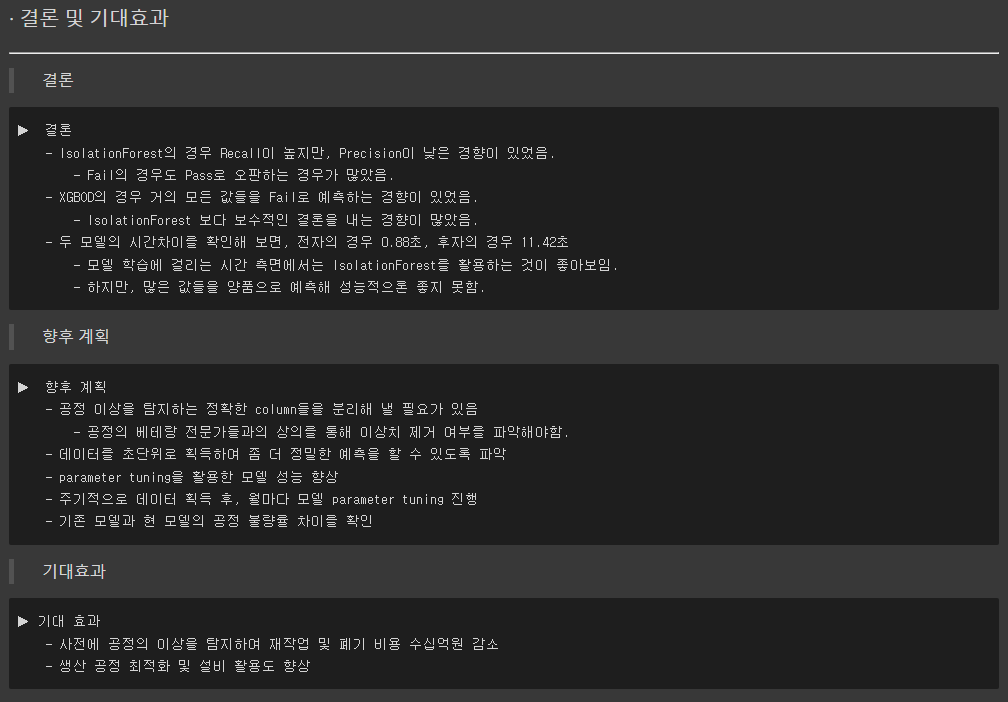 · 결론 및 기대효과
결론
▶ 결론
- IsolationForest의 경우 Recall이 높지만, Precision이 낮은 경향이 있었음.
- Fail의 경우도 Pass로 오판하는 경우가 많았음.
- XGBOD의 경우 거의 모든 값들을 Fail로 예측하는 경향이 있었음.
- IsolationForest 보다 보수적인 결론을 내는 경향이 많았음.
- 두 모델의 시간차이를 확인해 보면, 전자의 경우 0.88초, 후자의 경우 11.42초
- 모델 학습에 걸리는 시간 측면에서는 IsolationForest를 활용하는 것이 좋아보임.
- 하지만, 많은 값들을 양품으로 예측해 성능적으론 좋지 못함.
향후 계획
▶ 향후 계획
- 공정 이상을 탐지하는 정확한 column들을 분리해 낼 필요가 있음
- 공정의 베테랑 전문가들과의 상의를 통해 이상치 제거 여부를 파악해야함.
- 데이터를 초단위로 획득하여 좀 더 정밀한 예측을 할 수 있도록 파악
- parameter tuning을 활용한 모델 성능 향상
- 주기적으로 데이터 획득 후, 월마다 모델 parameter tuning 진행
- 기존 모델과 현 모델의 공정 불량률 차이를 확인
기대효과
▶ 기대 효과
- 사전에 공정의 이상을 탐지하여 재작업 및 폐기 비용 수십억원 감소
- 생산 공정 최적화 및 설비 활용도 향상